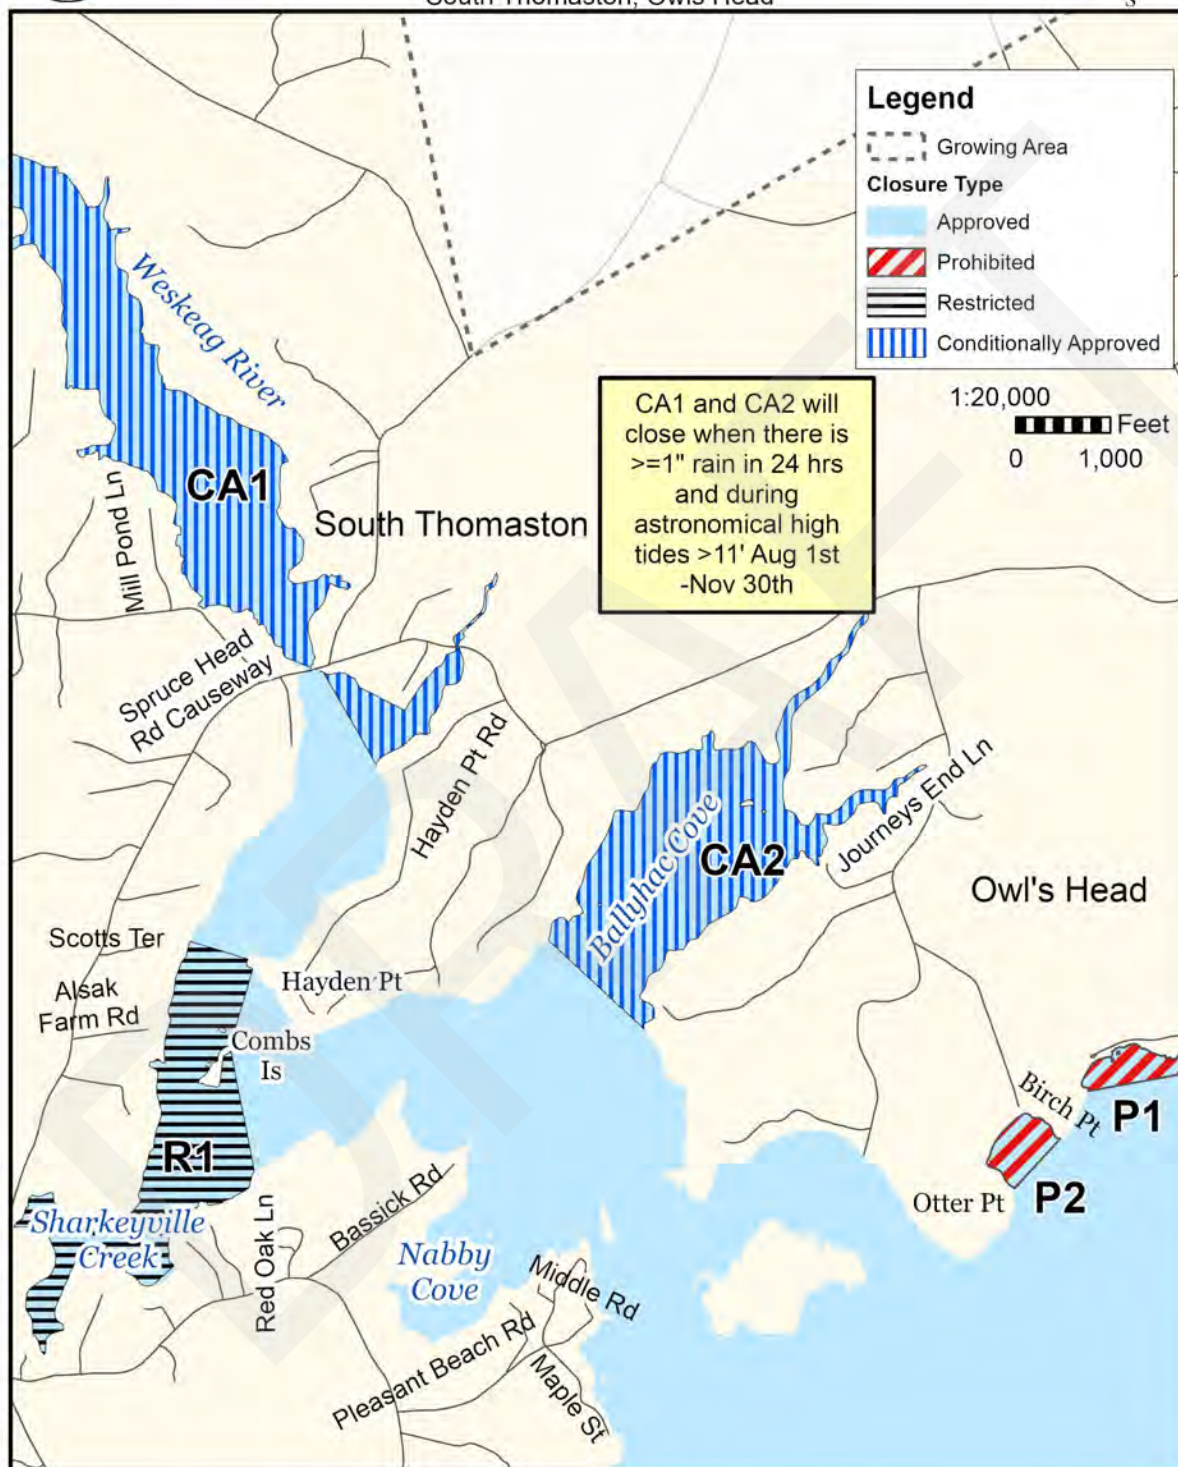 South Thomaston, Owls Head
S
Legend
Growing Area
Closure Type
Approved
Prohibited
Restricted
Conditionally Approved
1:20,000
Feet
0 1,000
CA1 and CA2 will
close when there is
>=1" rain in 24 hrs
and during
astronomical high
tides >11' Aug 1st
-Nov 30th
Weskeag River
CA1
Mill Pond Ln
South Thomaston
Spruce Head
Rd Causeway
Hayden Pt Rd
Ballyhac Cove
CA2
Journeys End Ln
Owl's Head
Scotts Ter
Alsak
Farm Rd
Hayden Pt
Combs
Is
R1
Birch Pt
P1
P2
Otter Pt
Sharkeyville
Creek
Red Oak Ln
Bassick Rd
Nabby
Cove
Middle Rd
Pleasant Beach Rd
Maple St
DRAFT